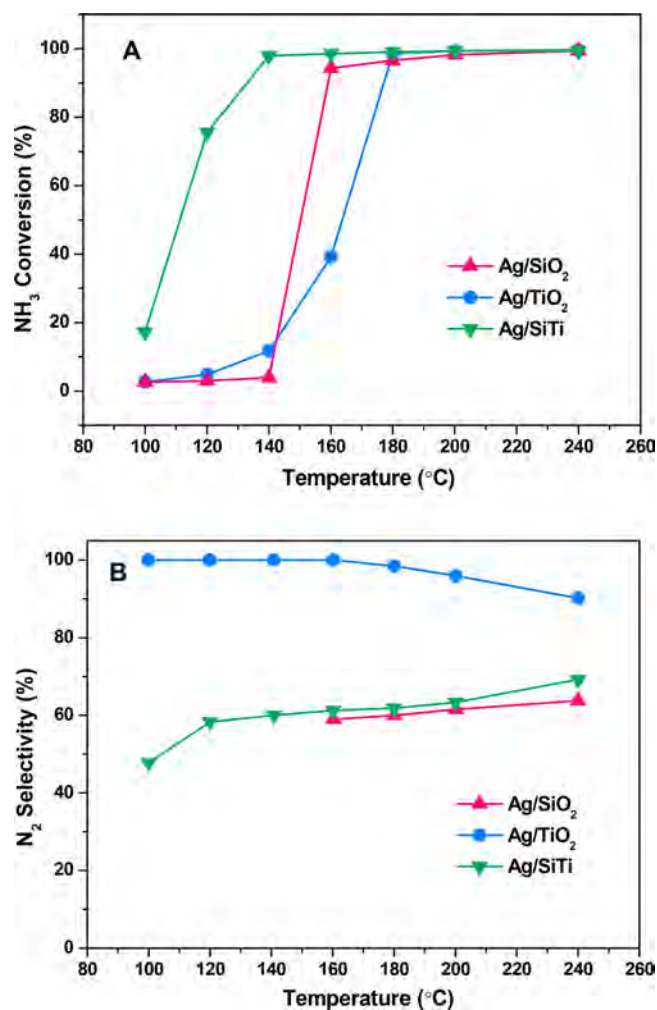 A
100
80
60
40
20
0
NH₃ Conversion (%)
Ag/SiO₂
Ag/TiO₂
Ag/SiTi
80 100 120 140 160 180 200 220 240 260
Temperature (°C)
B
100
80
60
40
20
0
N₂ Selectivity (%)
Ag/SiO₂
Ag/TiO₂
Ag/SiTi
80 100 120 140 160 180 200 220 240 260
Temperature (°C)